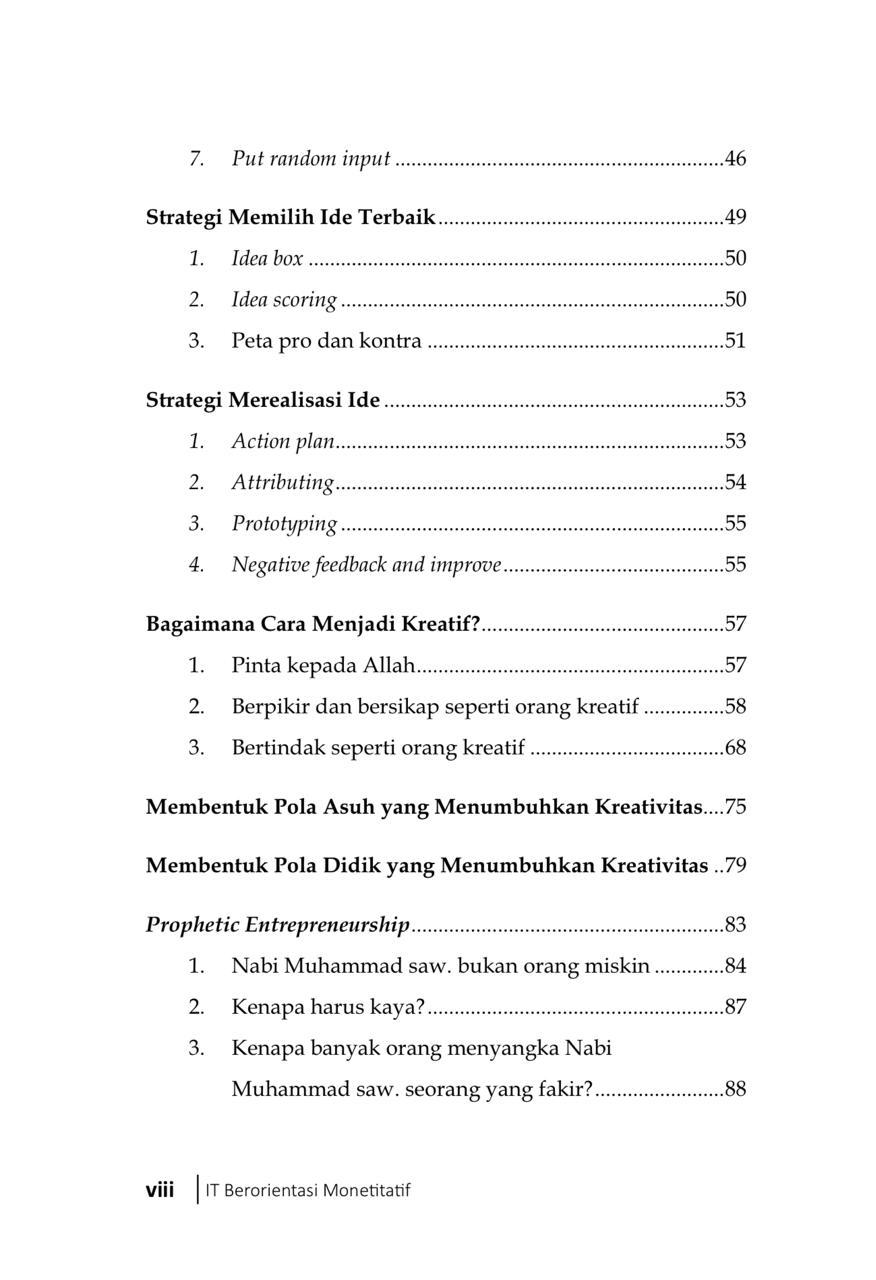 7. Put random input ............................................................46
Strategi Memilih Ide Terbaik.....................................................49
1. Idea box .............................................................................50
2. Idea scoring .......................................................................50
3. Peta pro dan kontra .......................................................51
Strategi Merealisasi Ide ...............................................................53
1. Action plan........................................................................53
2. Attributing........................................................................54
3. Prototyping .......................................................................55
4. Negative feedback and improve.........................................55
Bagaimana Cara Menjadi Kreatif?.............................................57
1. Pinta kepada Allah.........................................................57
2. Berpikir dan bersikap seperti orang kreatif ...............58
3. Bertindak seperti orang kreatif ....................................68
Membentuk Pola Asuh yang Menumbuhkan Kreativitas....75
Membentuk Pola Didik yang Menumbuhkan Kreativitas ..79
Prophetic Entrepreneurship..........................................................83
1. Nabi Muhammad saw. bukan orang miskin .............84
2. Kenapa harus kaya?.......................................................87
3. Kenapa banyak orang menyangka Nabi
Muhammad saw. seorang yang fakir?........................88
viii IT Berorientasi Monetitatif